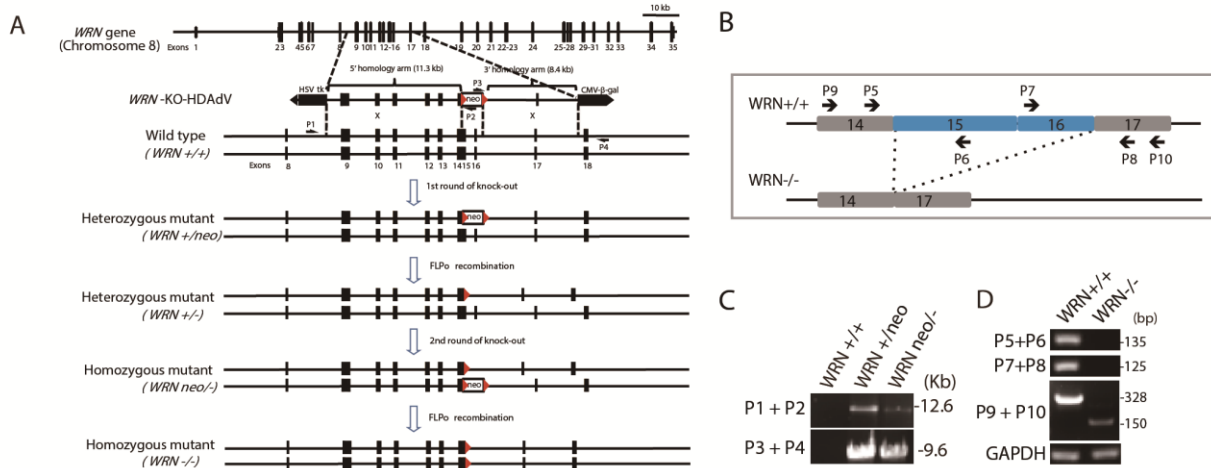 A
10 kb
WRN gene
(Chromosome 8)
Exons 1 23 45 67 8 9 10 11 12-16 17 18 19 20 21 22-23 24 25-26 27 28 29-31 32 33 34 35
5' homology arm (11.3 kb)
3' homology arm (8.4 kb)
HSV tk
P3
CMV-β-gal
WRN -KO-HDAdV
neo
P2
P1
X
X
Wild type
P4
(WRN +/+)
Exons 8 9 10 11 12 13 14 15 16 17 18
1st round of knock-out
Heterozygous mutant
neo
(WRN +/neo)
FLPo recombination
Heterozygous mutant
(WRN +/-)
2nd round of knock-out
Homozygous mutant
(WRN neo/-)
neo
FLPo recombination
Homozygous mutant
(WRN -/-)
B
P9 P5 P7
WRN+/+
14 15 16 17
P6 P8 P10
WRN-/-
14 17
C
WRN +/+ WRN +/neo WRN neo/-
(Kb)
P1 + P2 -12.6
P3 + P4 -9.6
D
WRN+/+ WRN-/-
(bp)
P5+P6 -135
P7+P8 -125
-328
P9 + P10
-150
GAPDH